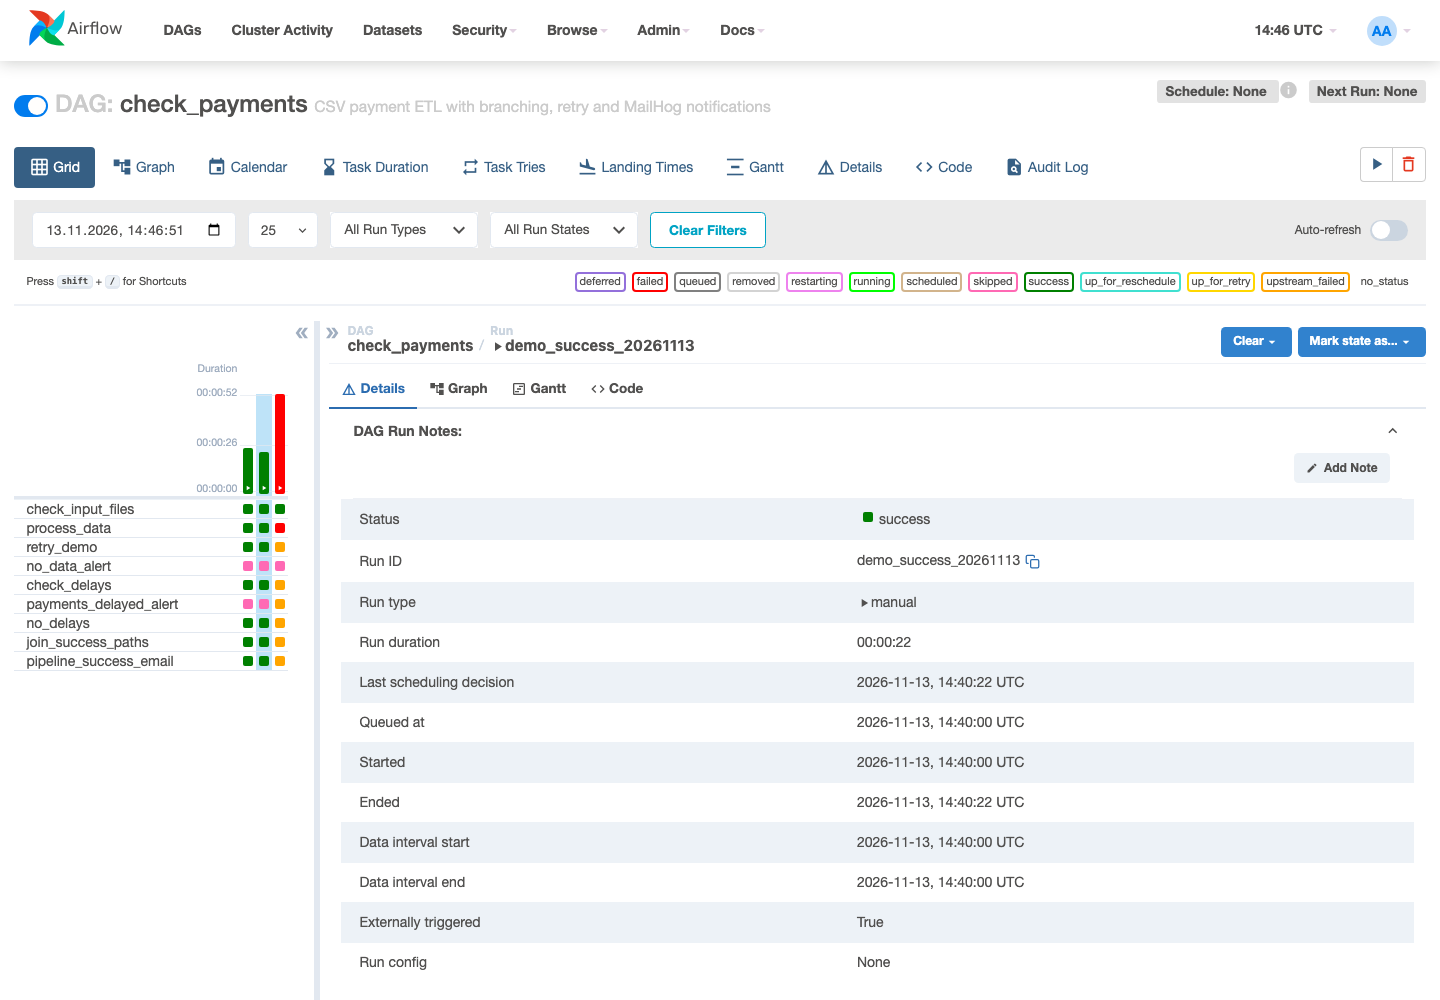 Airflow DAGs Cluster Activity Datasets Security Browse Admin Docs 14:46 UTC AA
DAG: check_payments CSV payment ETL with branching, retry and MailHog notifications
Schedule: None Next Run: None
Grid Graph Calendar Task Duration Task Tries Landing Times Gantt Details Code Audit Log
13.11.2026, 14:46:51 25 All Run Types All Run States Clear Filters Auto-refresh
Press shift + / for Shortcuts
deferred failed queued removed restarting running scheduled skipped success up_for_reschedule up_for_retry upstream_failed no_status
DAG Run
check_payments / demo_success_20261113
Clear Mark state as...
Duration
00:00:52
00:00:26
00:00:00
check_input_files
process_data
retry_demo
no_data_alert
check_delays
payments_delayed_alert
no_delays
join_success_paths
pipeline_success_email
Details Graph Gantt Code
DAG Run Notes:
Add Note
Status success
Run ID demo_success_20261113
Run type manual
Run duration 00:00:22
Last scheduling decision 2026-11-13, 14:40:22 UTC
Queued at 2026-11-13, 14:40:00 UTC
Started 2026-11-13, 14:40:00 UTC
Ended 2026-11-13, 14:40:22 UTC
Data interval start 2026-11-13, 14:40:00 UTC
Data interval end 2026-11-13, 14:40:00 UTC
Externally triggered True
Run config None